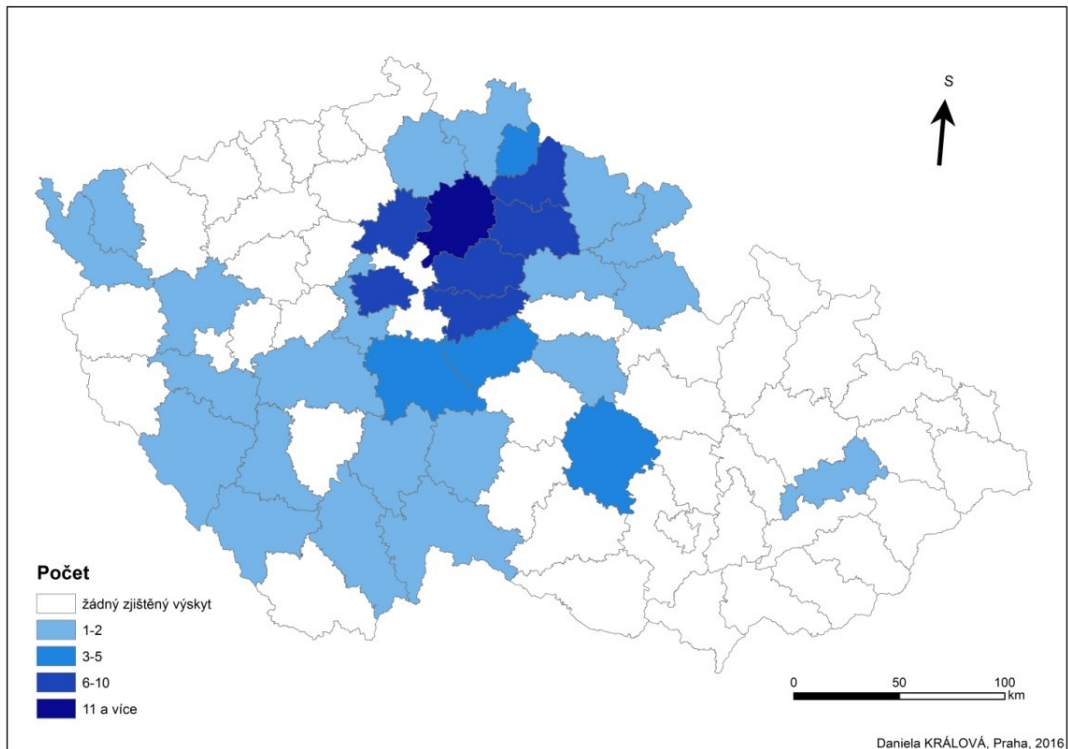 S
Počet
žádný zjištěný výskyt
1-2
3-5
6-10
11 a více
0 50 100
km
Daniela KRÁLOVÁ, Praha, 2016